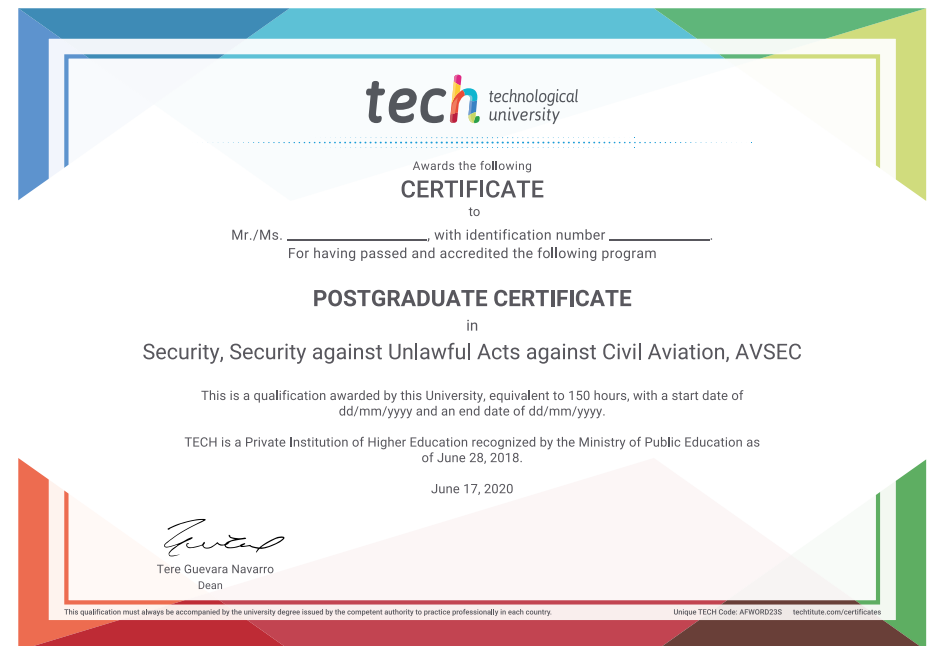 tech technological
university
Awards the following
CERTIFICATE
to
Mr./Ms. ____________, with identification number ____________.
For having passed and accredited the following program
POSTGRADUATE CERTIFICATE
in
Security, Security against Unlawful Acts against Civil Aviation, AVSEC
This is a qualification awarded by this University, equivalent to 150 hours, with a start date of
dd/mm/yyyy and an end date of dd/mm/yyyy.
TECH is a Private Institution of Higher Education recognized by the Ministry of Public Education as
of June 28, 2018.
June 17, 2020
Tere Guevara Navarro
Dean
This qualification must always be accompanied by the university degree issued by the competent authority to practice professionally in each country.
Unique TECH Code: AFWORD23S techtitute.com/certificates